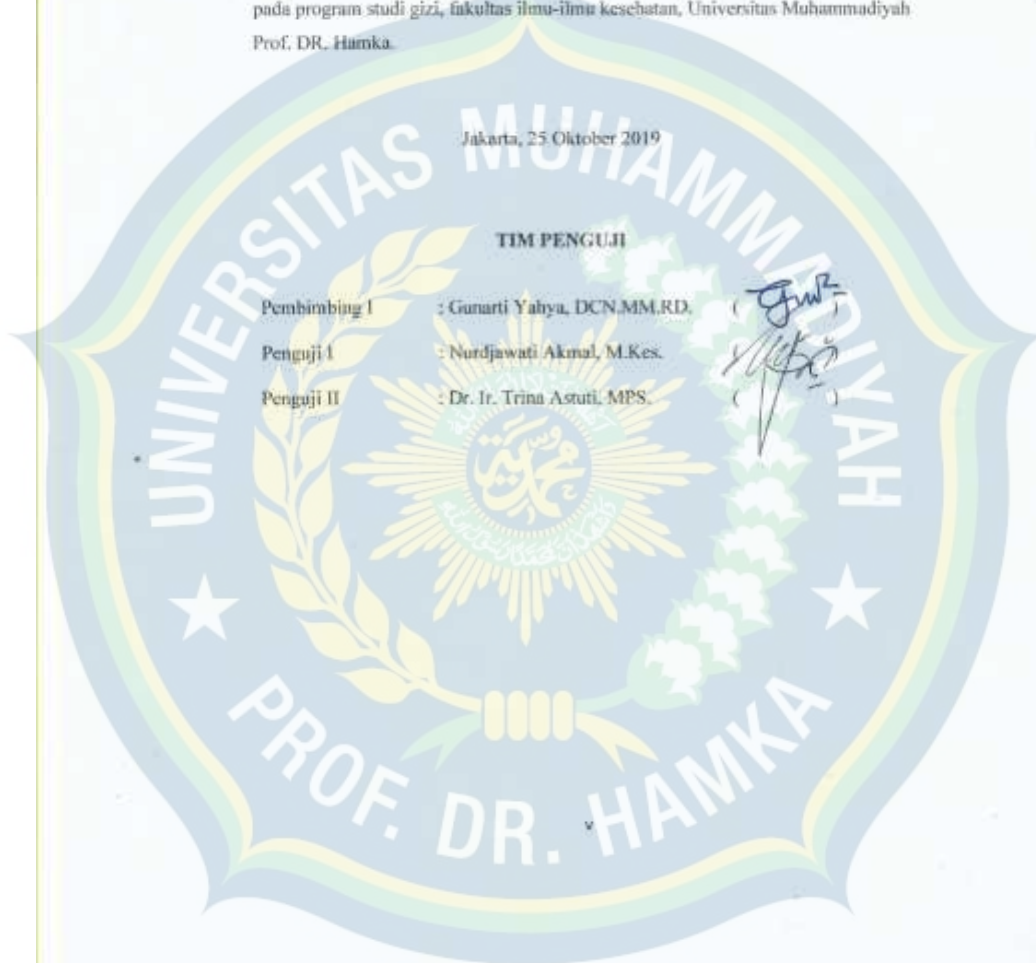 pada program studi gizi, fakultas ilmu-ilmu kesehatan, Universitas Muhammadiyah
Prof. DR. Hamka.
Jakarta, 25 Oktober 2019
TIM PENGUJI
Pembimbing I : Gunarti Yahya, DCN.MM.RD. ( )
Penguji I : Nurdjawati Akmal, M.Kes. ( )
Penguji II : Dr. Ir. Trina Astuti, MPS. ( )
UNIVERSITAS MUHAMMADIYAH
محمدية
PROF. DR. HAMKA
v